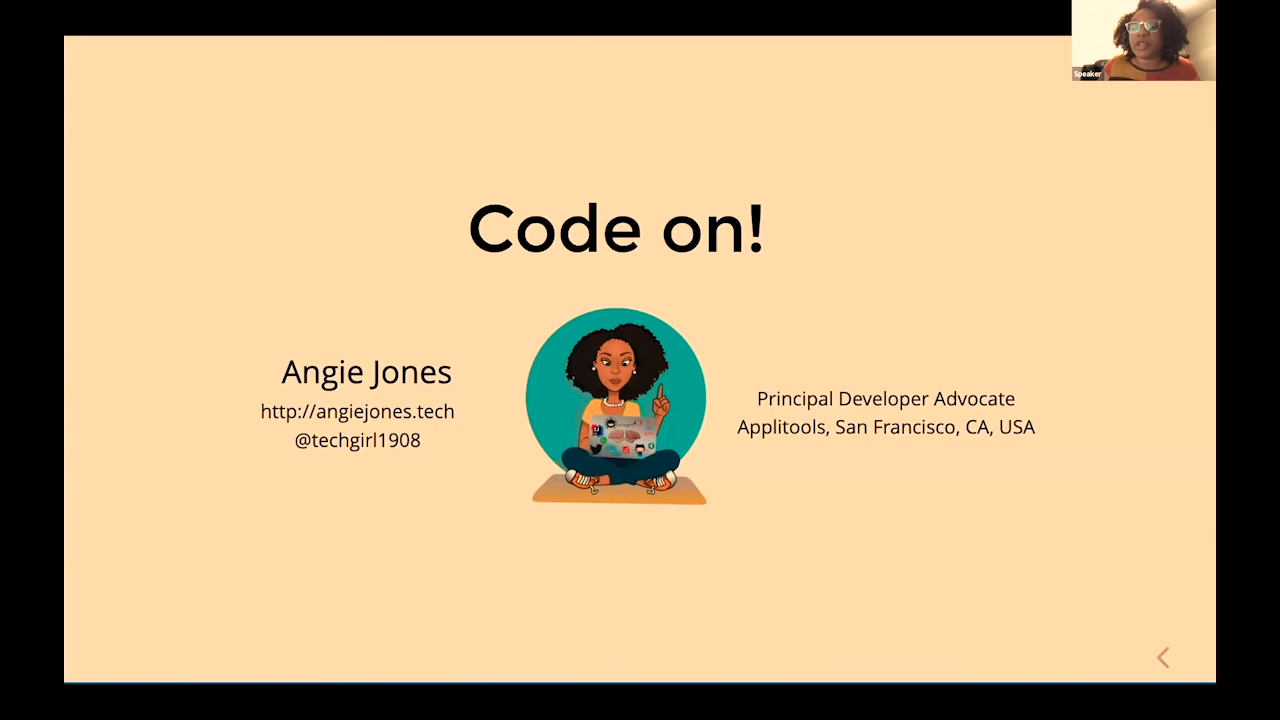 Speaker
Code on!
Angie Jones
http://angiejones.tech
@techgirl1908
Principal Developer Advocate
Applitools, San Francisco, CA, USA